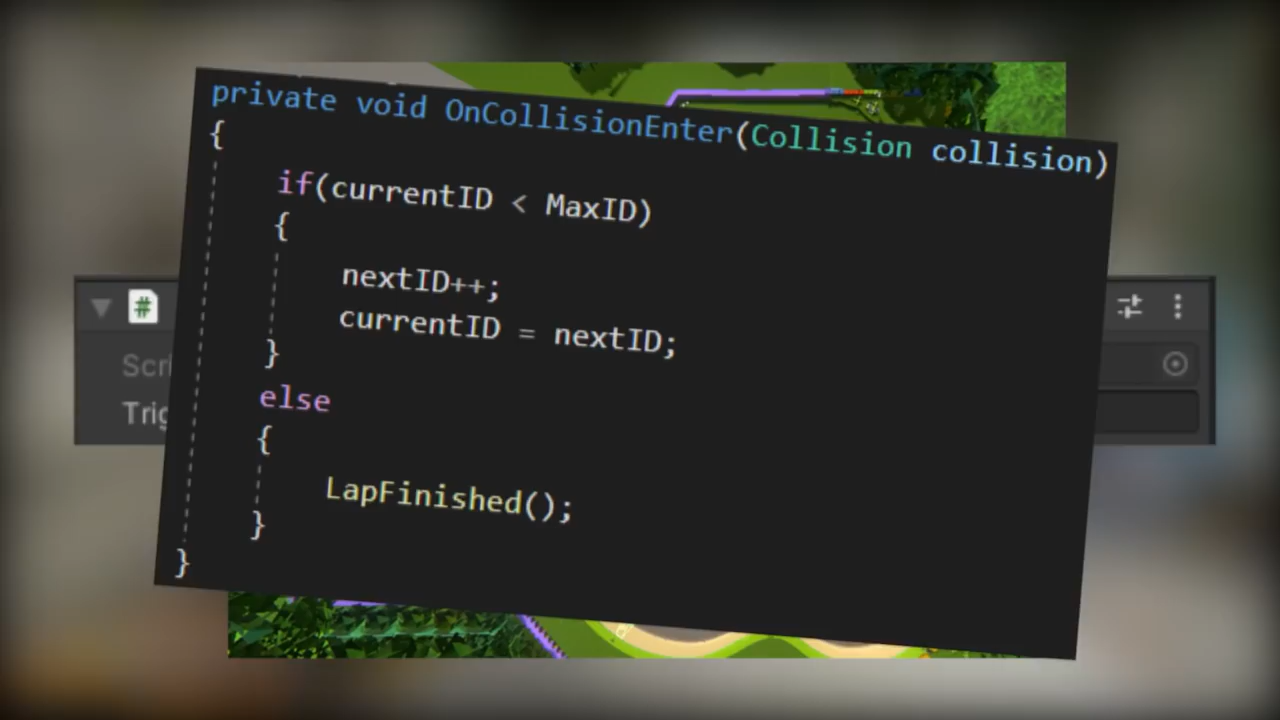 private void OnCollisionEnter(Collision collision)
{
if(currentID < MaxID)
{
nextID++;
currentID = nextID;
}
else
{
LapFinished();
}
}
#